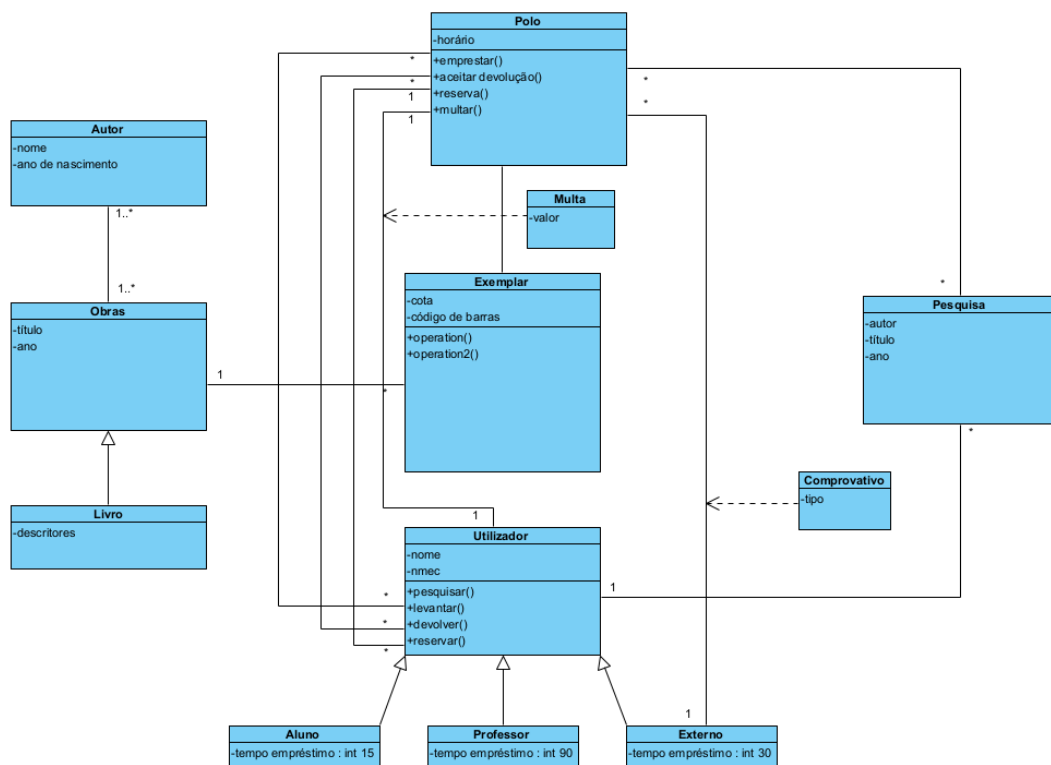 Polo
-horário
+emprestar()
+aceitar devolução()
+reserva()
+multar()
*
*
1
1
*
*
Autor
-nome
-ano de nascimento
1..*
1..*
Multa
-valor
Obras
-título
-ano
1
*
Exemplar
-cota
-código de barras
+operation()
+operation2()
*
Pesquisa
-autor
-título
-ano
*
Livro
-descritores
Comprovativo
-tipo
1
Utilizador
-nome
-nmec
+pesquisar()
+levantar()
+devolver()
+reservar()
*
*
*
1
1
Aluno
-tempo empréstimo : int 15
Professor
-tempo empréstimo : int 90
Externo
-tempo empréstimo : int 30